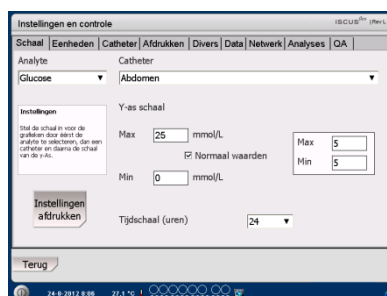 Instellingen en controle
ISCUS
Schaal Eenheden Catheter Afdrukken Divers Data Netwerk Analyses QA
Analyte Catheter
Glucose Abdomen
Instellingen
Stel de schaal in voor de
grafieken door éérst de
analyte te selecteren, dan een
catheter en daarna de schaal
van de y-As.
Y-as schaal
Max 25 mmol/L
Normaal waarden
Max 5
Min 5
Min 0 mmol/L
Instellingen
afdrukken
Tijdschaal (uren) 24
Terug
24-8-2012 9:06 27,1 °C